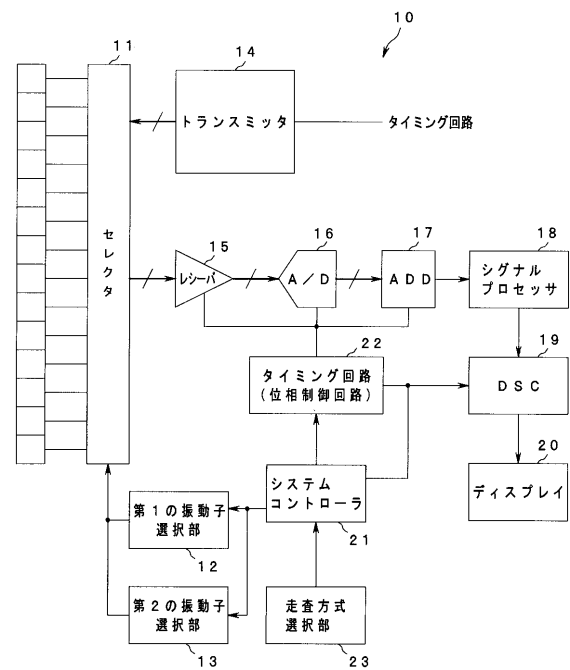 10
11
14
トランスミッタ
タイミング回路
セレクタ
15
レシーバ
16
A/D
17
ADD
18
シグナル
プロセッサ
22
タイミング回路
(位相制御回路)
19
DSC
20
ディスプレイ
システム
コントローラ
21
第1の振動子
選択部
12
第2の振動子
選択部
13
走査方式
選択部
23